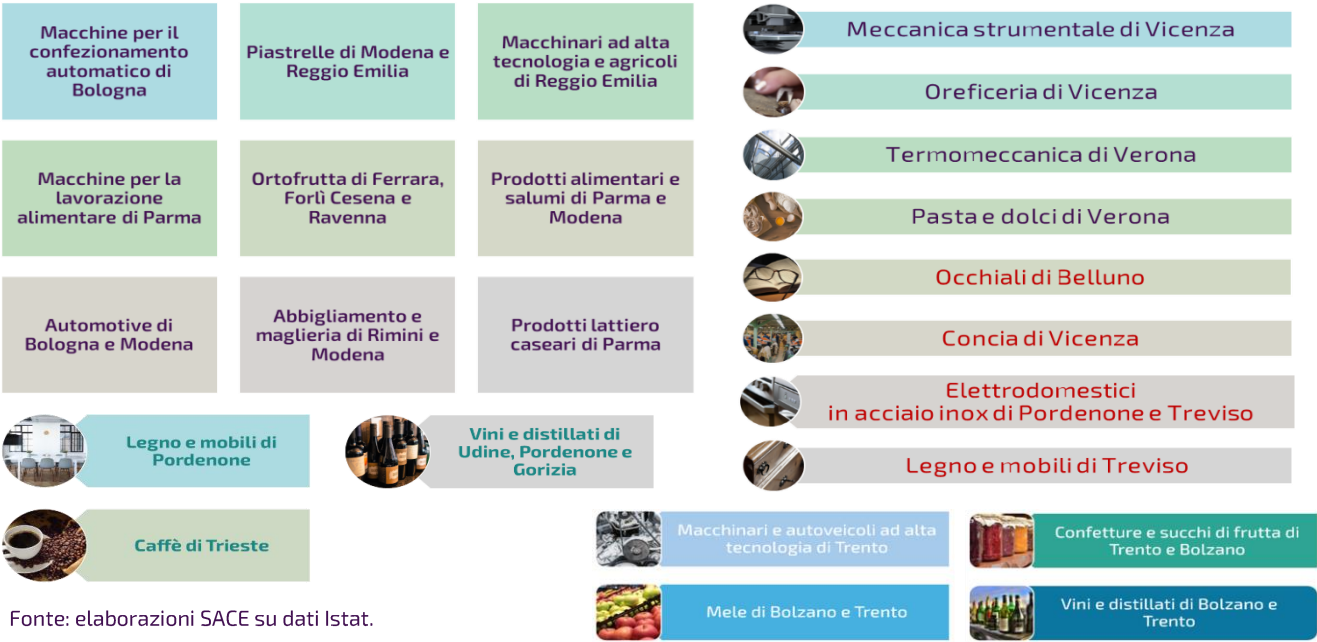 Macchine per il
confezionamento
automatico di
Bologna
Piastrelle di Modena e
Reggio Emilia
Macchinari ad alta
tecnologia e agricoli
di Reggio Emilia
Macchine per la
lavorazione
alimentare di Parma
Ortofrutta di Ferrara,
Forlì Cesena e
Ravenna
Prodotti alimentari e
salumi di Parma e
Modena
Automotive di
Bologna e Modena
Abbigliamento e
maglieria di Rimini e
Modena
Prodotti lattiero
caseari di Parma
Meccanica strumentale di Vicenza
Oreficeria di Vicenza
Termomeccanica di Verona
Pasta e dolci di Verona
Occhiali di Belluno
Concia di Vicenza
Elettrodomestici
in acciaio inox di Pordenone e Treviso
Legno e mobili di Treviso
Legno e mobili di
Pordenone
Vini e distillati di
Udine, Pordenone e
Gorizia
Caffè di Trieste
Macchinari e autoveicoli ad alta
tecnologia di Trento
Confetture e succhi di frutta di
Trento e Bolzano
Mele di Bolzano e Trento
Vini e distillati di Bolzano e
Trento
Fonte: elaborazioni SACE su dati Istat.